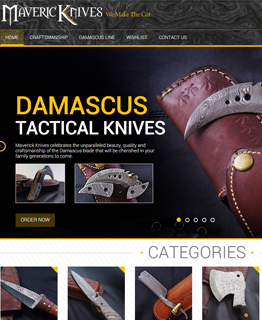 Maveric Knives We Make The Cut
HOME CRAFTSMANSHIP DAMASCUS LINE WISHLIST CONTACT US
DAMASCUS
TACTICAL KNIVES
Maveric Knives celebrates the unparalleled beauty, quality and
craftsmanship of the Damascus blade that will be cherished in your
family generations to come.
ORDER NOW
CATEGORIES